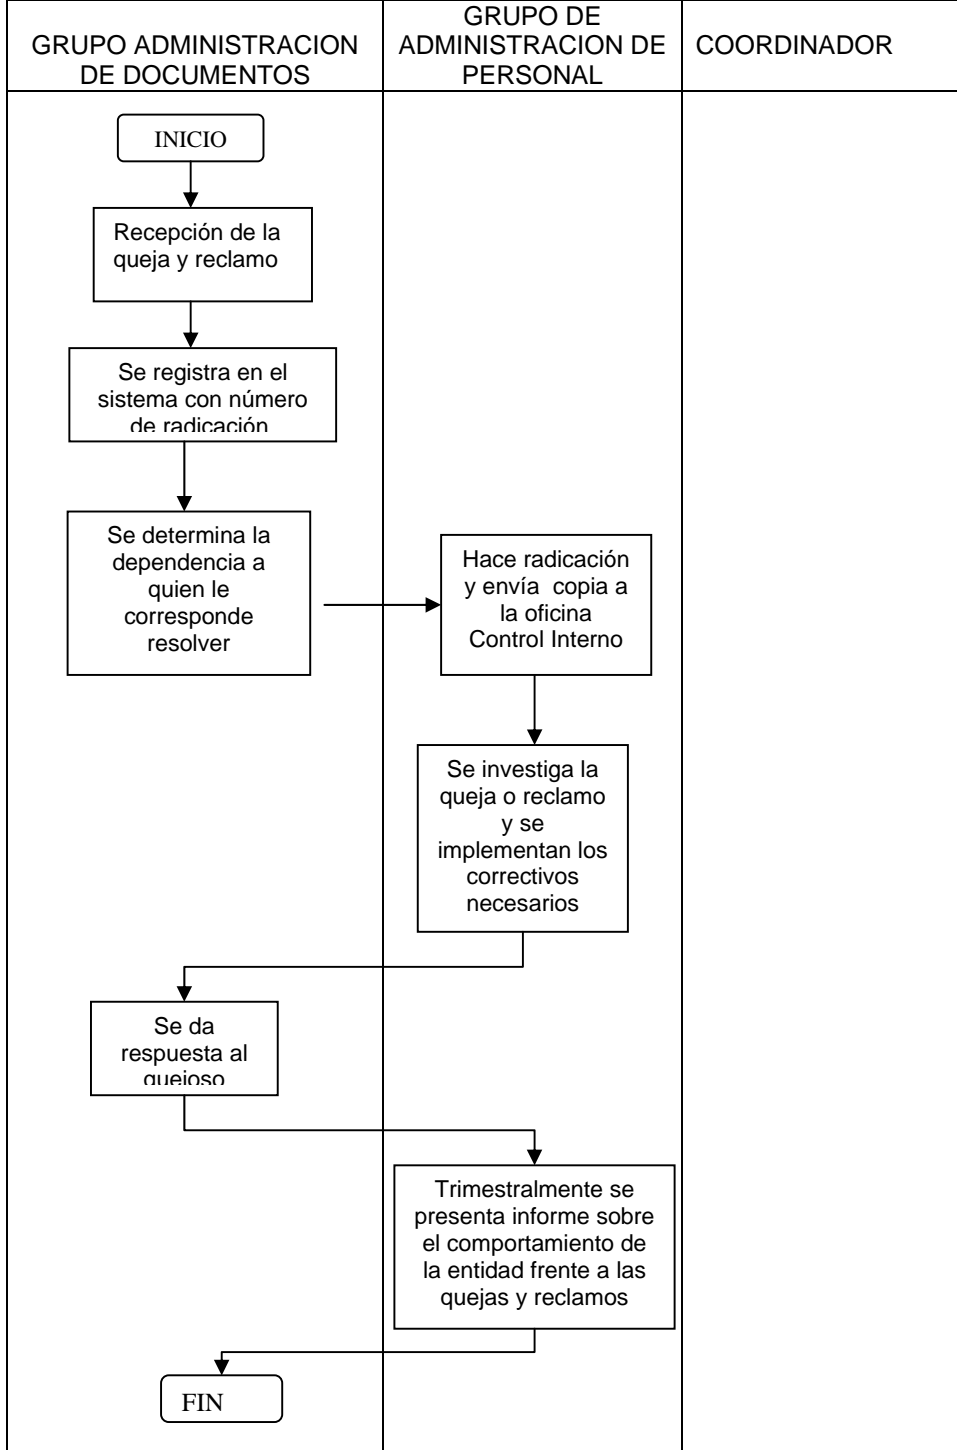 GRUPO ADMINISTRACION
DE DOCUMENTOS
GRUPO DE
ADMINISTRACION DE
PERSONAL
COORDINADOR
INICIO
Recepción de la
queja y reclamo
Se registra en el
sistema con número
de radicación
Se determina la
dependencia a
quien le
corresponde
resolver
Hace radicación
y envía copia a
la oficina
Control Interno
Se investiga la
queja o reclamo
y se
implementan los
correctivos
necesarios
Se da
respuesta al
quejoso
Trimestralmente se
presenta informe sobre
el comportamiento de
la entidad frente a las
quejas y reclamos
FIN